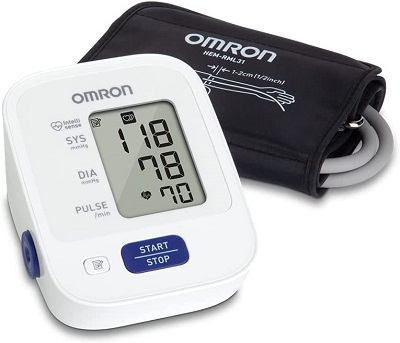 OMRON
HEM-RML31
1-2cm (1/2inch)
OMRON
intelli
sense
SYS
mmHg
118
DIA
mmHg
78
PULSE
/min
70
START
STOP